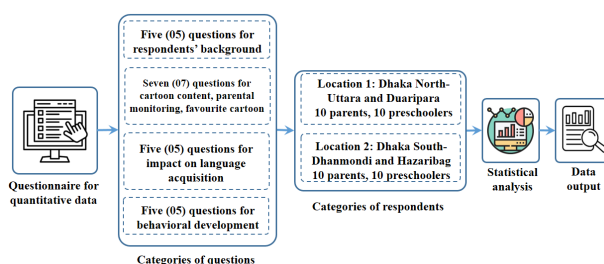 Questionnaire for
quantitative data
Five (05) questions for
respondents' background
Seven (07) questions for
cartoon content, parental
monitoring, favourite cartoon
Five (05) questions for
impact on language
acquisition
Five (05) questions for
behavioral development
Categories of questions
Location 1: Dhaka North-
Uttara and Duaripara
10 parents, 10 preschoolers
Location 2: Dhaka South-
Dhanmondi and Hazaribag
10 parents, 10 preschoolers
Categories of respondents
Statistical
analysis
Data
output